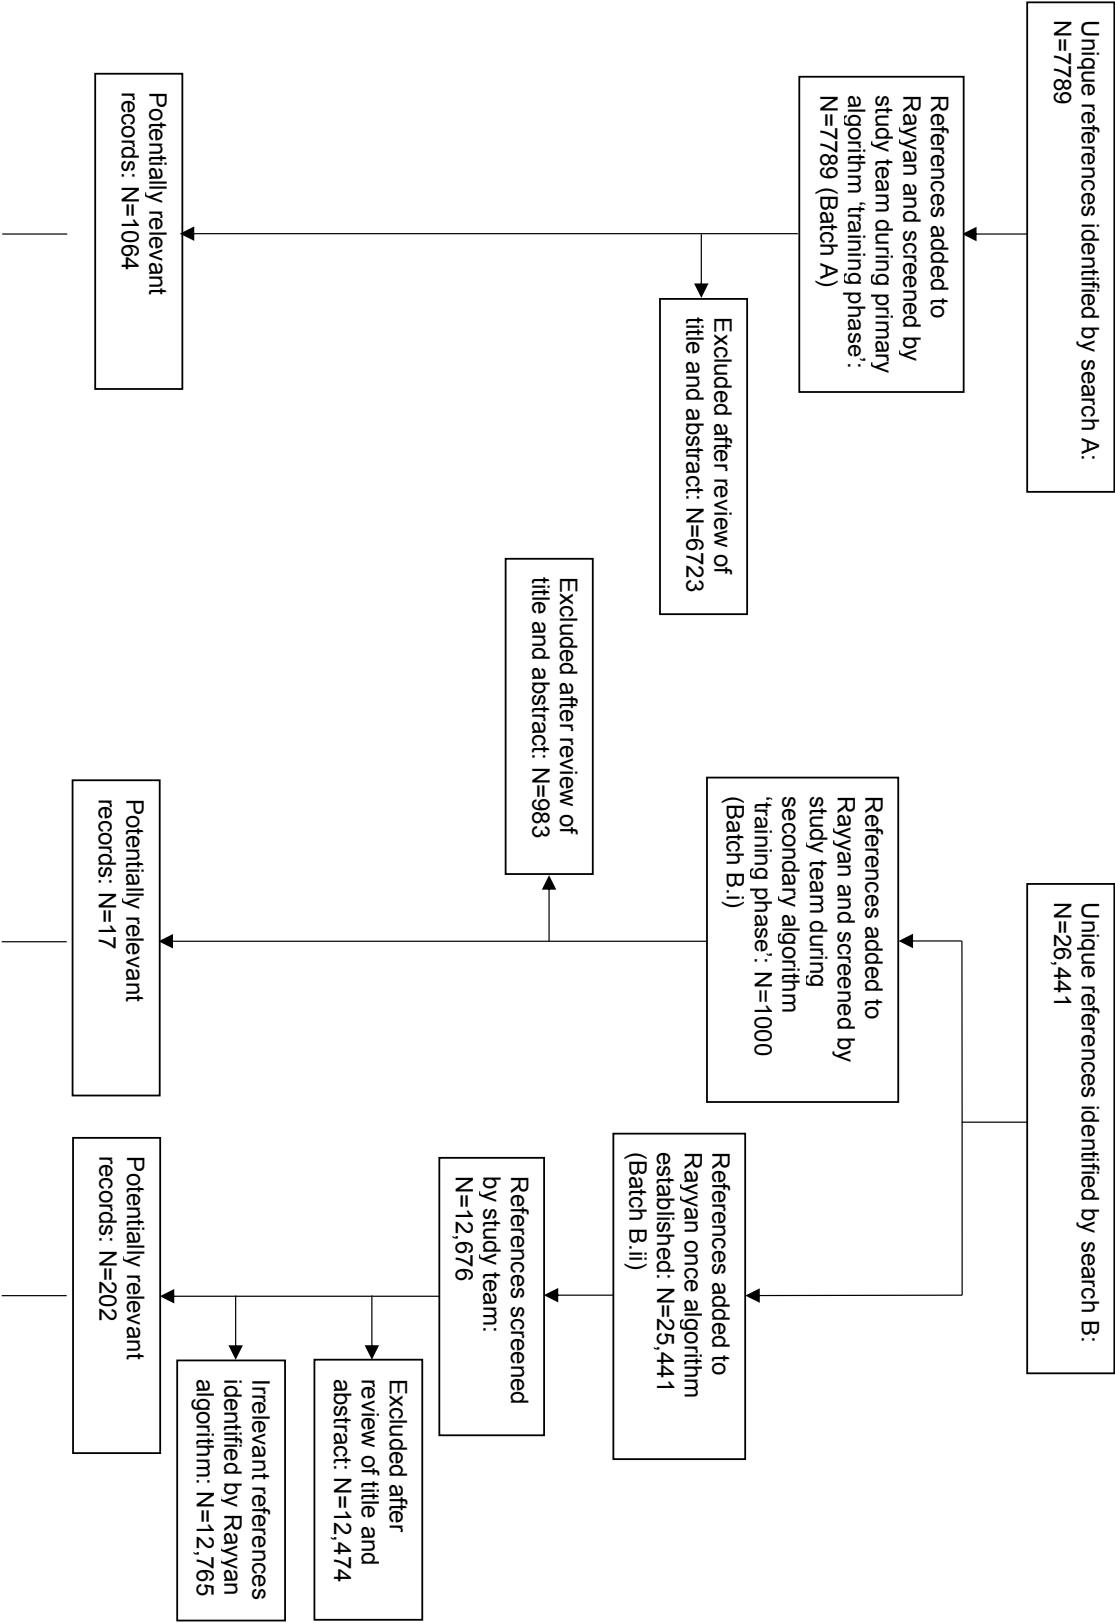 Unique references identified by search A:
N=7789
References added to
Rayyan and screened by
study team during primary
algorithm ‘training phase’:
N=7789 (Batch A)
Excluded after review of
title and abstract: N=6723
Potentially relevant
records: N=1064
Unique references identified by search B:
N=26,441
References added to
Rayyan and screened by
study team during
secondary algorithm
‘training phase’: N=1000
(Batch B.i)
Excluded after review of
title and abstract: N=983
Potentially relevant
records: N=17
References added to
Rayyan once algorithm
established: N=25,441
(Batch B.ii)
References screened
by study team:
N=12,676
Excluded after
review of title and
abstract: N=12,474
Irrelevant references
identified by Rayyan
algorithm: N=12,765
Potentially relevant
records: N=202